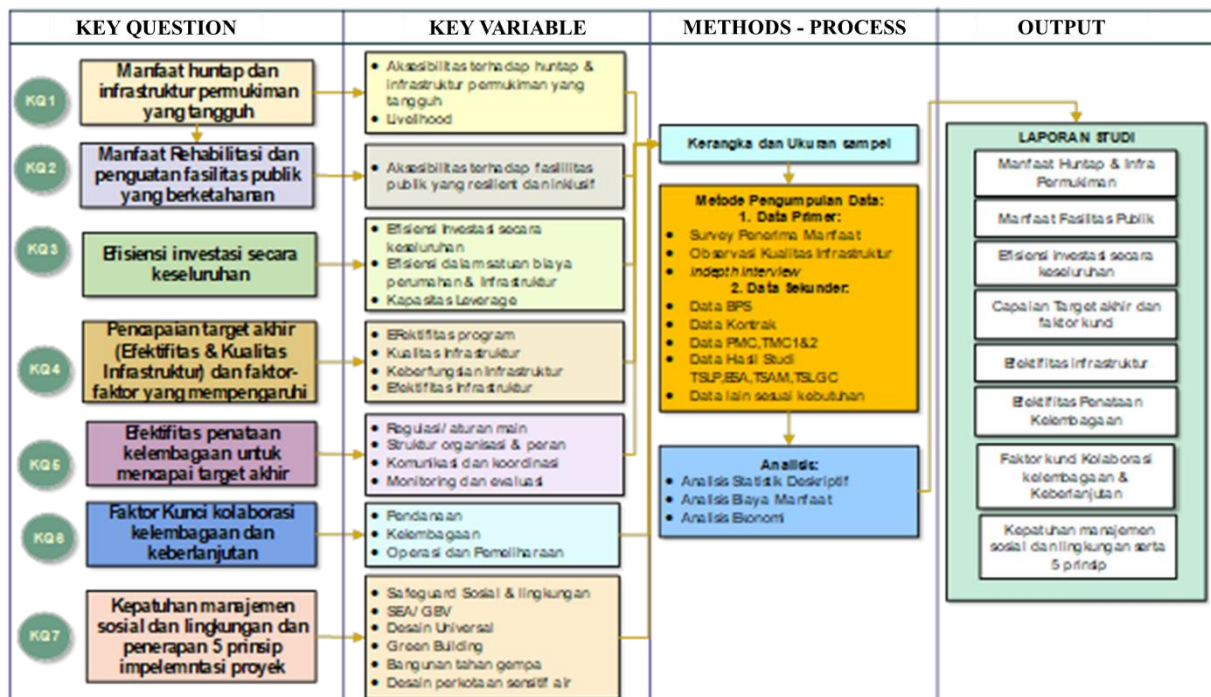 KEY QUESTION
KEY VARIABLE
METHODS - PROCESS
OUTPUT
KQ1
Manfaat huntap dan
infrastruktur permukiman
yang tangguh
KQ2
Manfaat Rehabilitasi dan
penguatan fasilitas publik
yang berketahanan
KQ3
Efisiensi investasi secara
keseluruhan
KQ4
Pencapaian target akhir
(Efektifitas & Kualitas
Infrastruktur) dan faktor-
faktor yang mempengaruhi
KQ5
Efektifitas penataan
kelembagaan untuk
mencapai target akhir
KQ6
Faktor Kunci kolaborasi
kelembagaan dan
keberlanjutan
KQ7
Kepatuhan manajemen
sosial dan lingkungan dan
penerapan 5 prinsip
impelemntasi proyek
• Aksesibilitas terhadap huntap &
infrastruktur permukiman yang
tangguh
• Livelihood
• Aksesibilitas terhadap fasilitas
publik yang resilient dan inklusif
• Efisiensi Investasi secara
keseluruhan
• Efisiensi dalam satuan biaya
perumahan & Infrastruktur
• Kapasitas Leverage
• Efektifitas program
• Kualitas Infrastruktur
• Keberfungsian Infrastruktur
• Efektifitas Infrastruktur
• Regulasi/ aturan main
• Struktur organisasi & peran
• Komunikasi dan koordinasi
• Monitoring dan evaluasi
• Pendanaan
• Kelembagaan
• Operasi dan Pemeliharaan
• Safeguard Sosial & lingkungan
• SEA/ GBV
• Desain Universal
• Green Building
• Bangunan tahan gempa
• Desain perkotaan sensitif air
Kerangka dan Ukuran sampel
Metode Pengumpulan Data:
1. Data Primer:
• Survey Penerima Manfaat
• Observasi Kualitas Infrastruktur
• Indepth interview
2. Data Sekunder:
• Data BPS
• Data Kontrak
• Data PMC,TMC1&2
• Data Hasil Studi
TSLP,ESA,TSAM,TSLGC
• Data lain sesuai kebutuhan
Analisis:
• Analisis Statistik Deskriptif
• Analisis Biaya Manfaat
• Analisis Ekonomi
LAPORAN STUDI
Manfaat Huntap & Infra
Permukiman
Manfaat Fasilitas Publik
Efisiensi Investasi secara
keseluruhan
Capaian Target akhir dan
faktor kunci
Efektifitas infrastruktur
Efektifitas Penataan
Kelembagaan
Faktor kunci Kolaborasi
kelembagaan &
Keberlanjutan
Kepatuhan manajemen
sosial dan lingkungan serta
5 prinsip